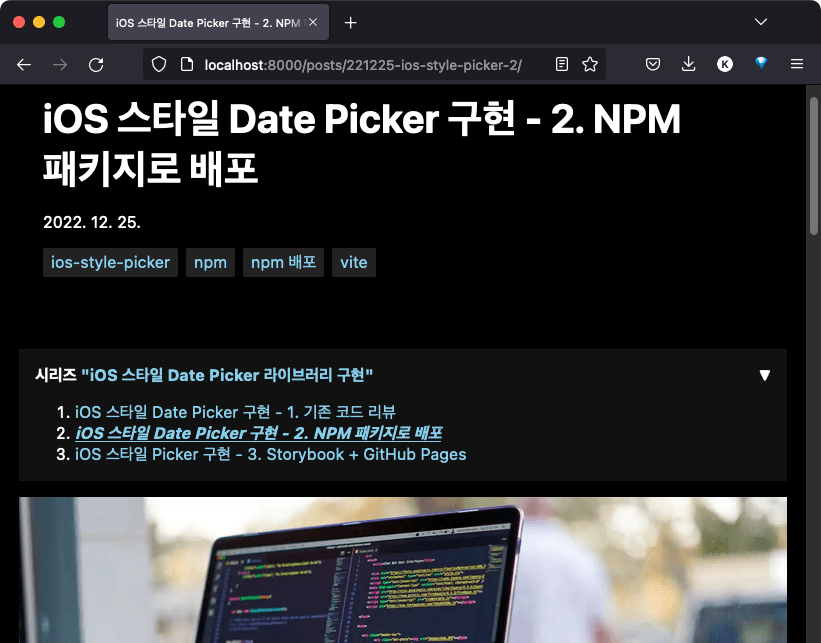 iOS 스타일 Date Picker 구현 - 2. NPM
localhost:8000/posts/221225-ios-style-picker-2/
K
iOS 스타일 Date Picker 구현 - 2. NPM
패키지로 배포
2022. 12. 25.
ios-style-picker npm npm 배포 vite
시리즈 "iOS 스타일 Date Picker 라이브러리 구현" ▼
1. iOS 스타일 Date Picker 구현 - 1. 기존 코드 리뷰
2. iOS 스타일 Date Picker 구현 - 2. NPM 패키지로 배포
3. iOS 스타일 Picker 구현 - 3. Storybook + GitHub Pages